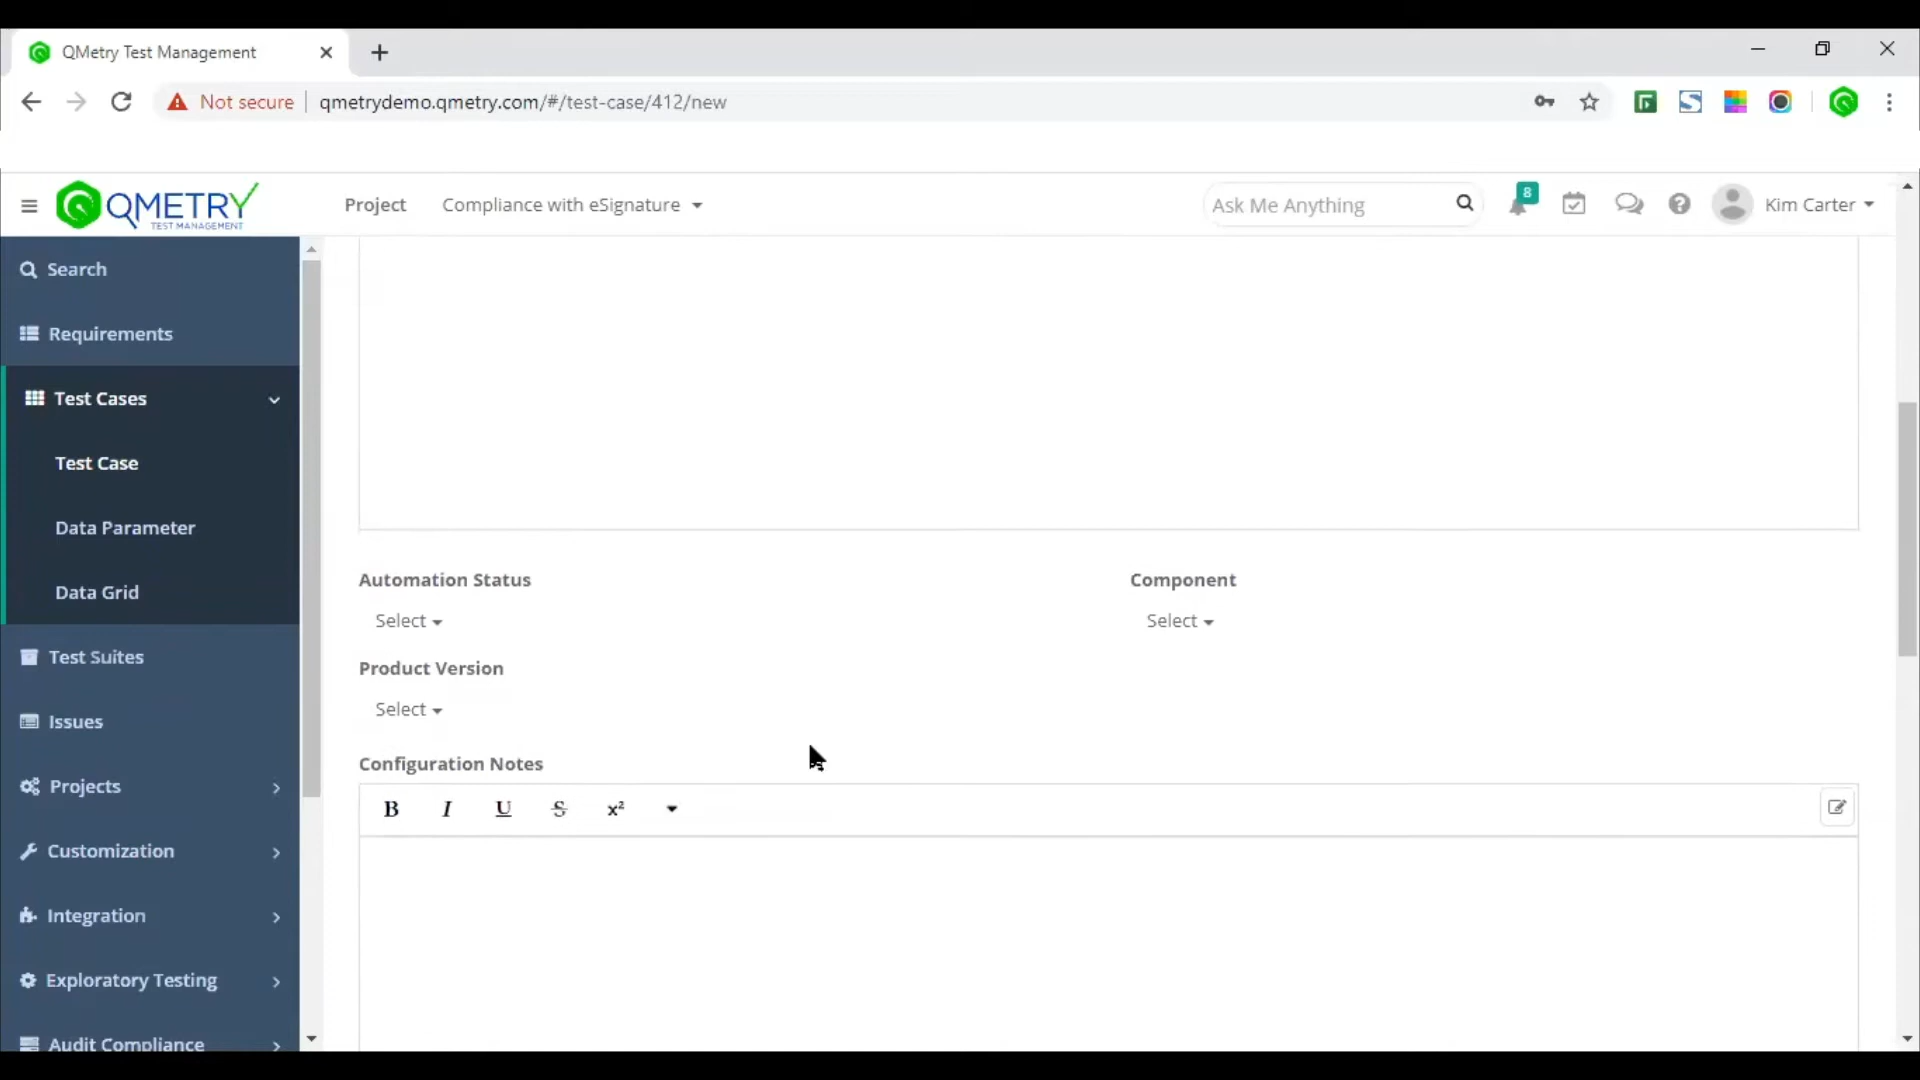 QMetry Test Management
Not secure qmetrydemo.qmetry.com/#/test-case/412/new
QMETRY
TEST MANAGEMENT
Project Compliance with eSignature
Ask Me Anything
8
Kim Carter
Search
Requirements
Test Cases
Test Case
Data Parameter
Data Grid
Test Suites
Issues
Projects
Customization
Integration
Exploratory Testing
Audit Compliance
Automation Status
Select
Component
Select
Product Version
Select
Configuration Notes
B I U S x²